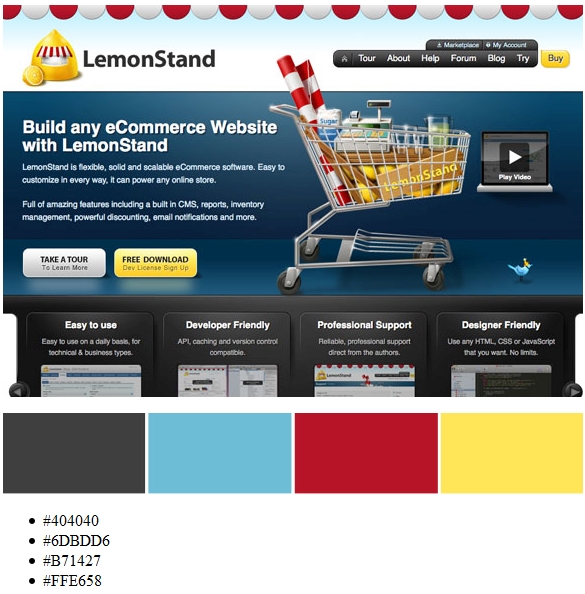 LemonStand
Marketplace My Account
Tour About Help Forum Blog Try Buy
Build any eCommerce Website
with LemonStand
LemonStand is flexible, solid and scalable eCommerce software. Easy to
customize in every way, it can power any online store.
Full of amazing features including a built in CMS, reports, inventory
management, powerful discounting, email notifications and more.
Sugar
LemonStand
Play Video
TAKE A TOUR
To Learn More
FREE DOWNLOAD
Dev License Sign Up
Easy to use
Easy to use on a daily basis, for
technical & business types.
Developer Friendly
API, caching and version control
compatible.
Professional Support
Reliable, professional support
direct from the authors.
Designer Friendly
Use any HTML, CSS or JavaScript
that you want. No limits.
#404040
#6DBDD6
#B71427
#FFE658